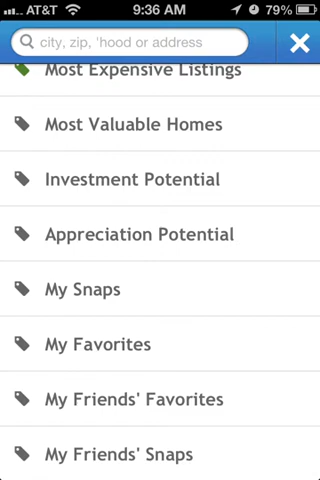 AT&T 9:36 AM 79%
city, zip, 'hood or address
Most Expensive Listings
Most Valuable Homes
Investment Potential
Appreciation Potential
My Snaps
My Favorites
My Friends' Favorites
My Friends' Snaps